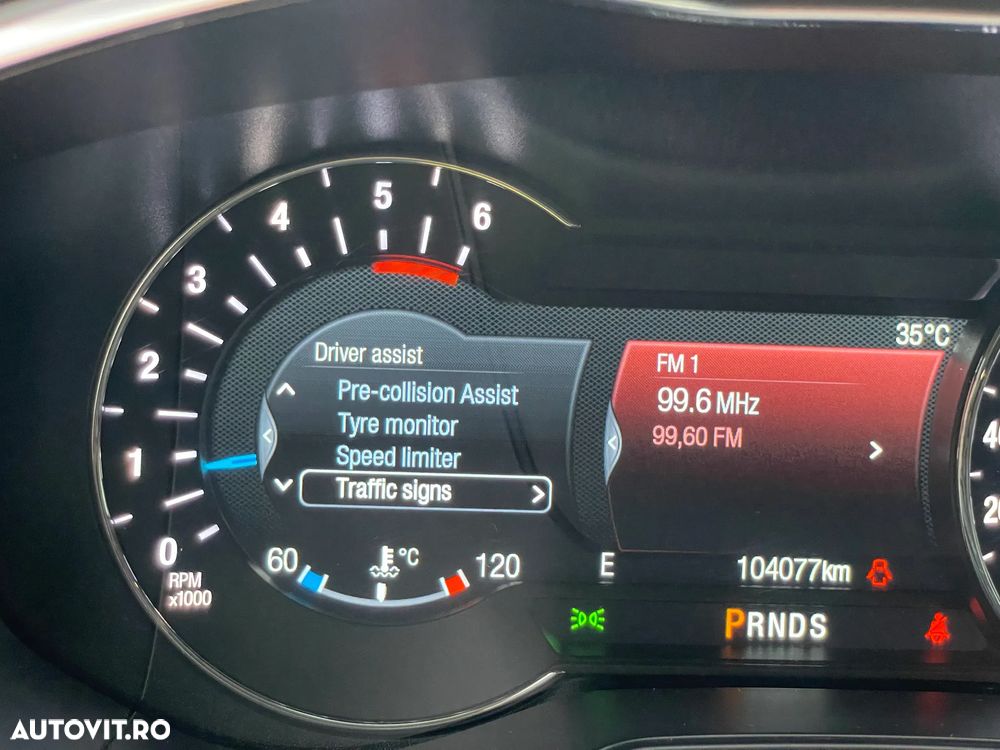 5
4
6
3
2
1
0
RPM
x1000
35°C
Driver assist
Pre-collision Assist
Tyre monitor
Speed limiter
Traffic signs
FM 1
99.6 MHz
99,60 FM
60
°C
120
E
104077km
PRNDS
AUTOVIT.RO